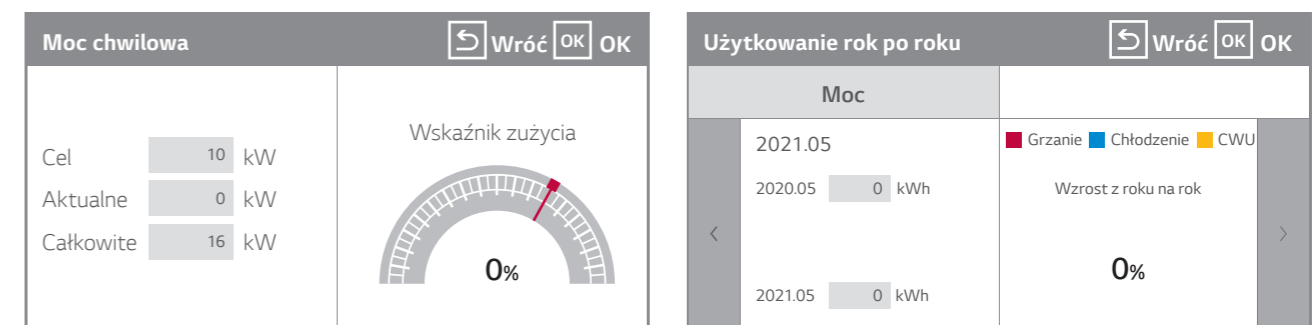 Moc chwilowa Wróć OK OK
Cel 10 kW
Aktualne 0 kW
Całkowite 16 kW
Wskaźnik zużycia
0%
Użytkowanie rok po roku Wróć OK OK
Moc
2021.05
2020.05 0 kWh
2021.05 0 kWh
Grzanie Chłodzenie CWU
Wzrost z roku na rok
0%